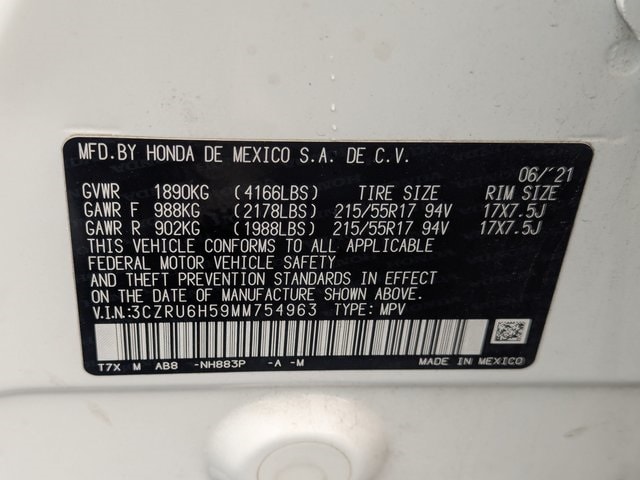 MFD.BY HONDA DE MEXICO S.A. DE C.V.
06/'21
GVWR 1890KG (4166LBS) TIRE SIZE RIM SIZE
GAWR F 988KG (2178LBS) 215/55R17 94V 17X7.5J
GAWR R 902KG (1988LBS) 215/55R17 94V 17X7.5J
THIS VEHICLE CONFORMS TO ALL APPLICABLE
FEDERAL MOTOR VEHICLE SAFETY
AND THEFT PREVENTION STANDARDS IN EFFECT
ON THE DATE OF MANUFACTURE SHOWN ABOVE.
V.I.N:3CZRU6H59MM754963 TYPE: MPV
T7X M AB8 -NH883P -A -M MADE IN MEXICO